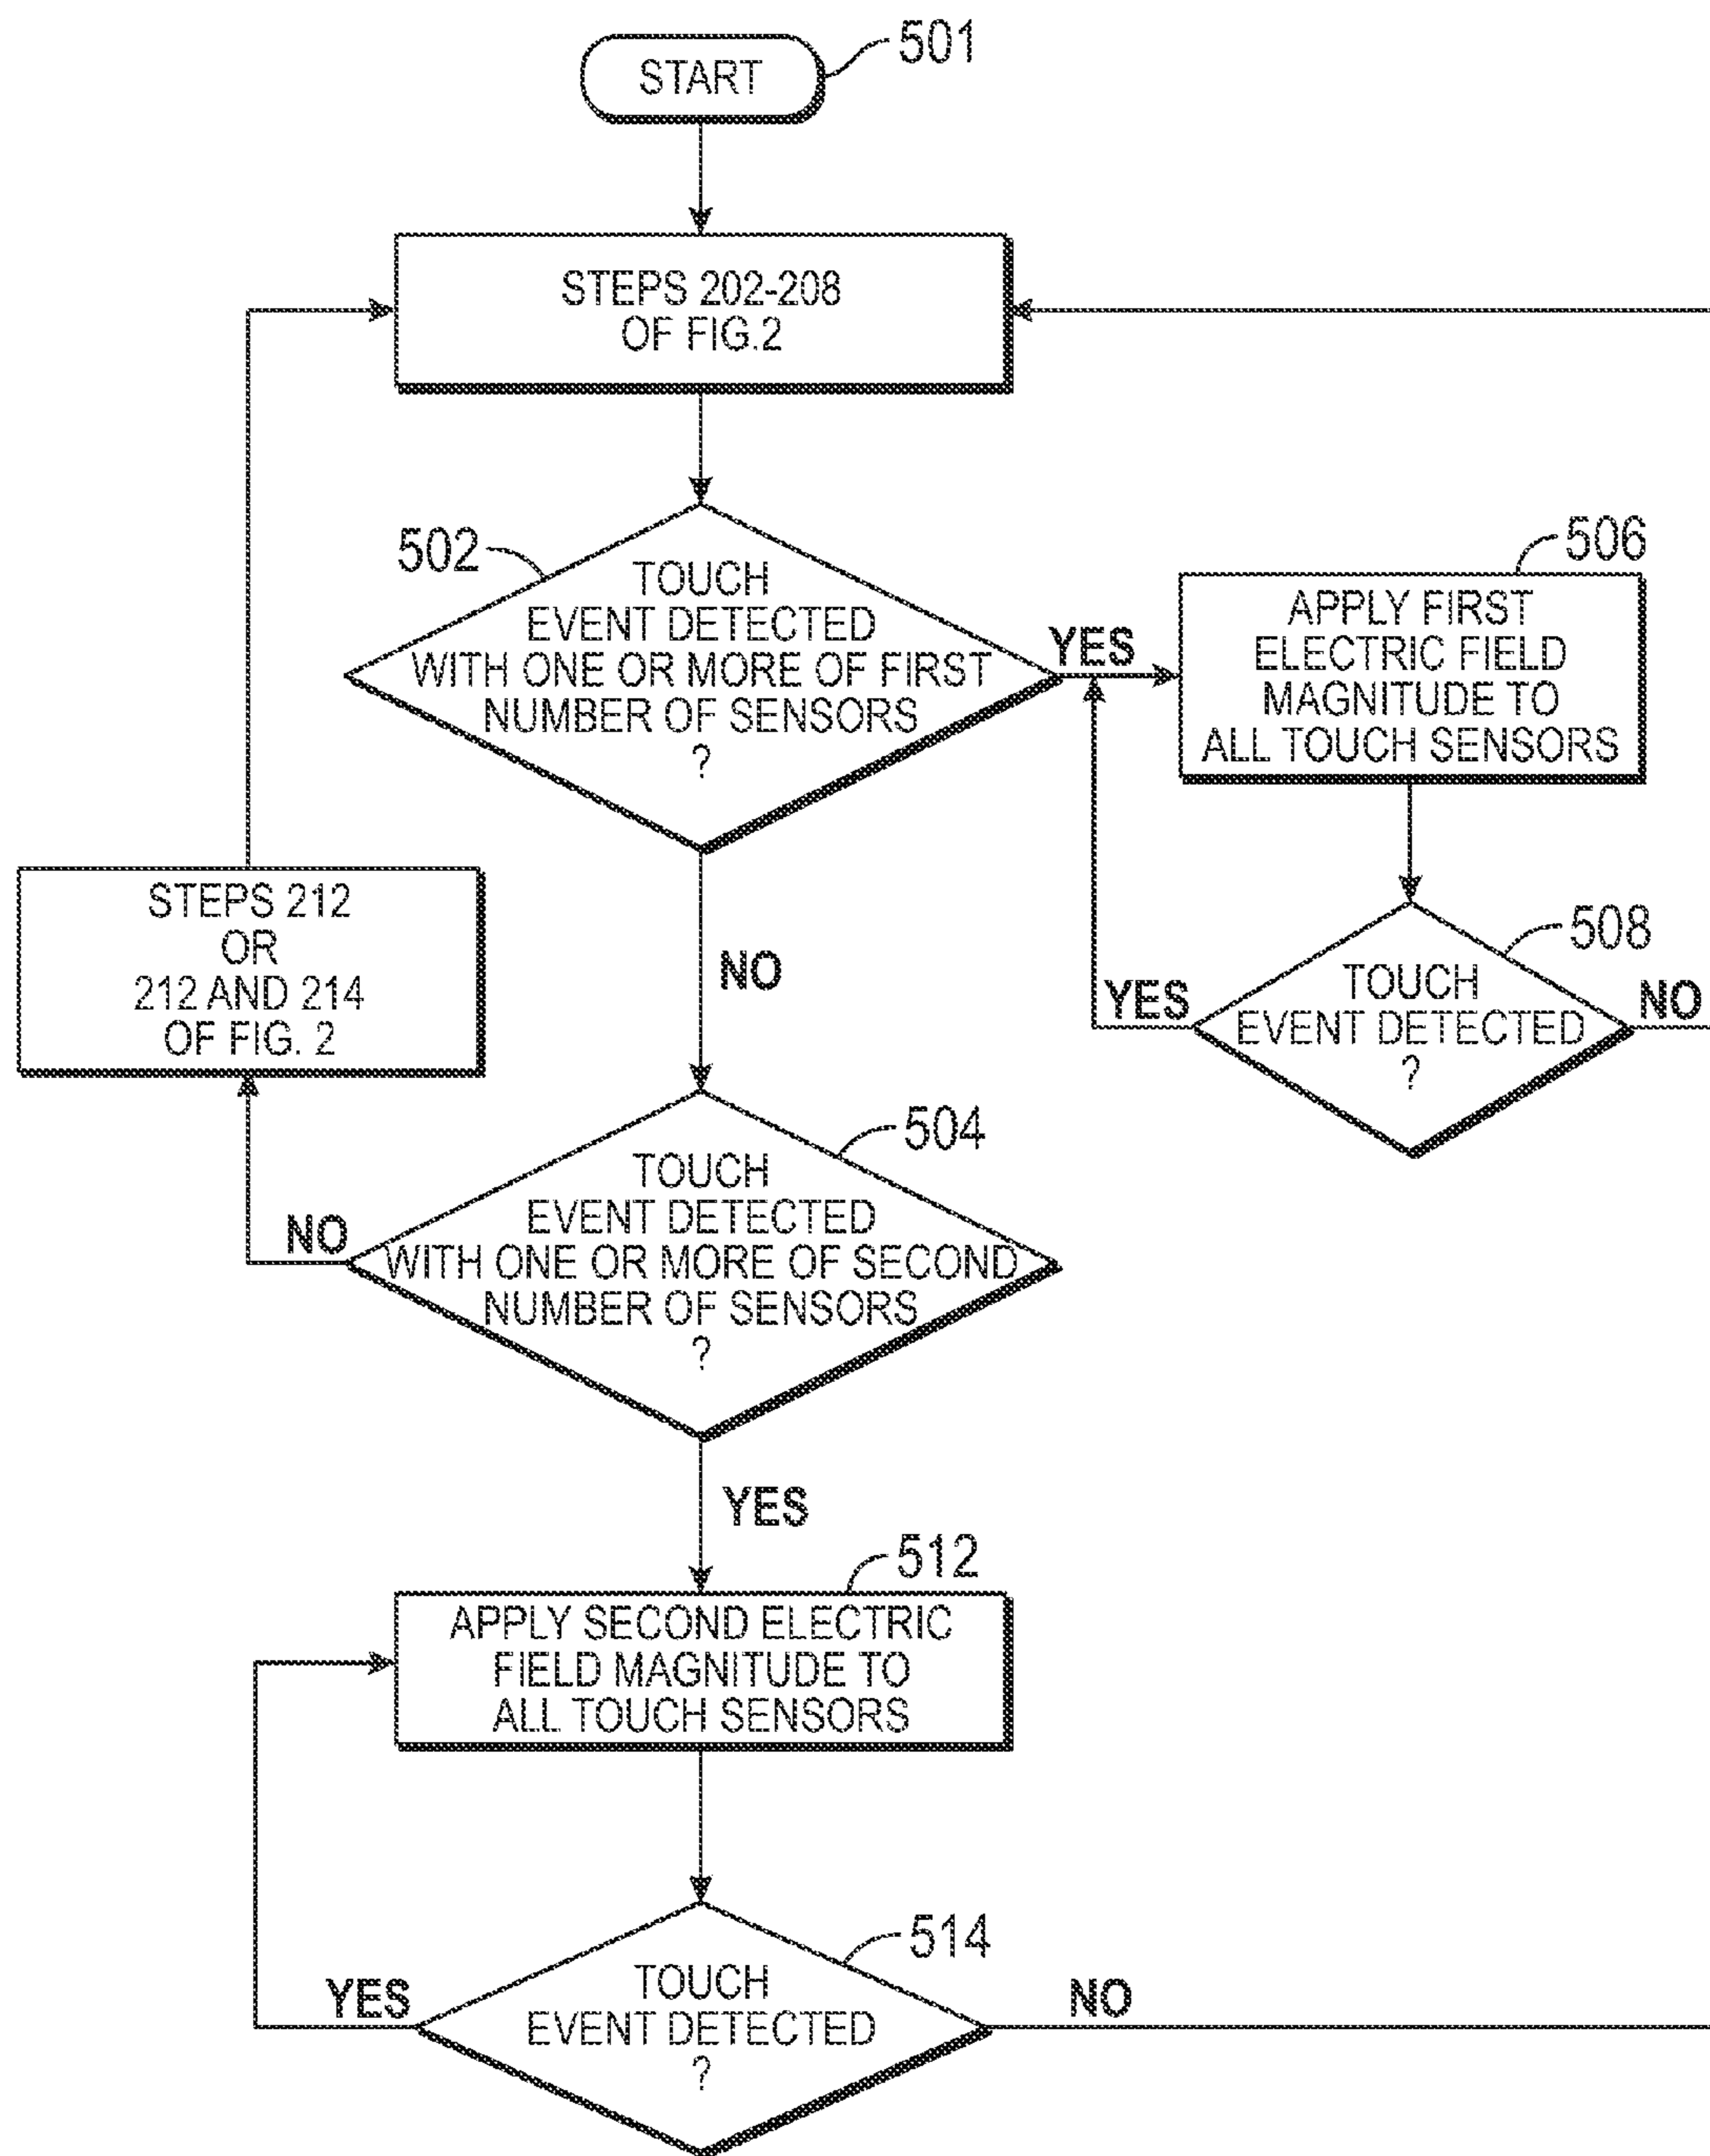 START
501
STEPS 202-208
OF FIG.2
502
TOUCH
EVENT DETECTED
WITH ONE OR MORE OF FIRST
NUMBER OF SENSORS
?
YES
506
APPLY FIRST
ELECTRIC FIELD
MAGNITUDE TO
ALL TOUCH SENSORS
508
TOUCH
EVENT DETECTED
?
YES
NO
NO
STEPS 212
OR
212 AND 214
OF FIG. 2
504
TOUCH
EVENT DETECTED
WITH ONE OR MORE OF SECOND
NUMBER OF SENSORS
?
NO
YES
512
APPLY SECOND ELECTRIC
FIELD MAGNITUDE TO
ALL TOUCH SENSORS
514
TOUCH
EVENT DETECTED
?
YES
NO